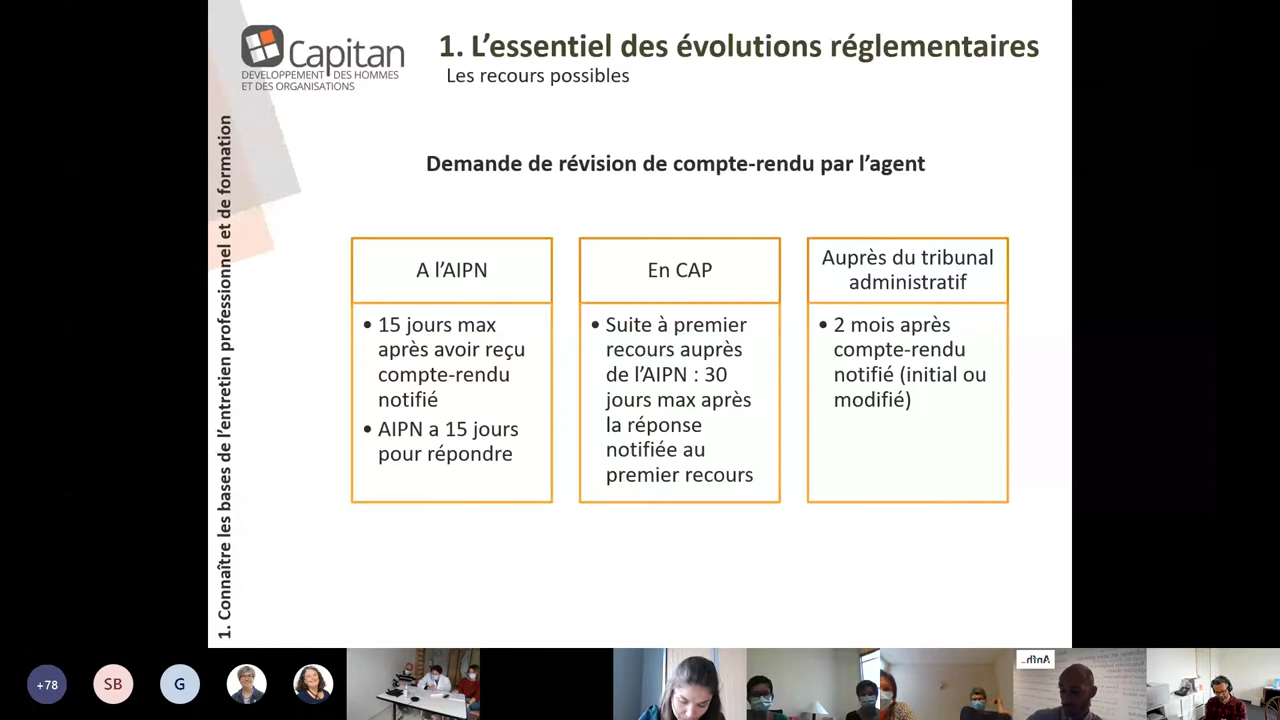 Capitan
DEVELOPPEMENT DES HOMMES
ET DES ORGANISATIONS
1. L'essentiel des évolutions réglementaires
Les recours possibles
1. Connaître les bases de l'entretien professionnel et de formation
Demande de révision de compte-rendu par l'agent
A l'AIPN
• 15 jours max
après avoir reçu
compte-rendu
notifié
• AIPN a 15 jours
pour répondre
En CAP
• Suite à premier
recours auprès
de l'AIPN : 30
jours max après
la réponse
notifiée au
premier recours
Auprès du tribunal
administratif
• 2 mois après
compte-rendu
notifié (initial ou
modifié)
+78
SB
G
Anfh